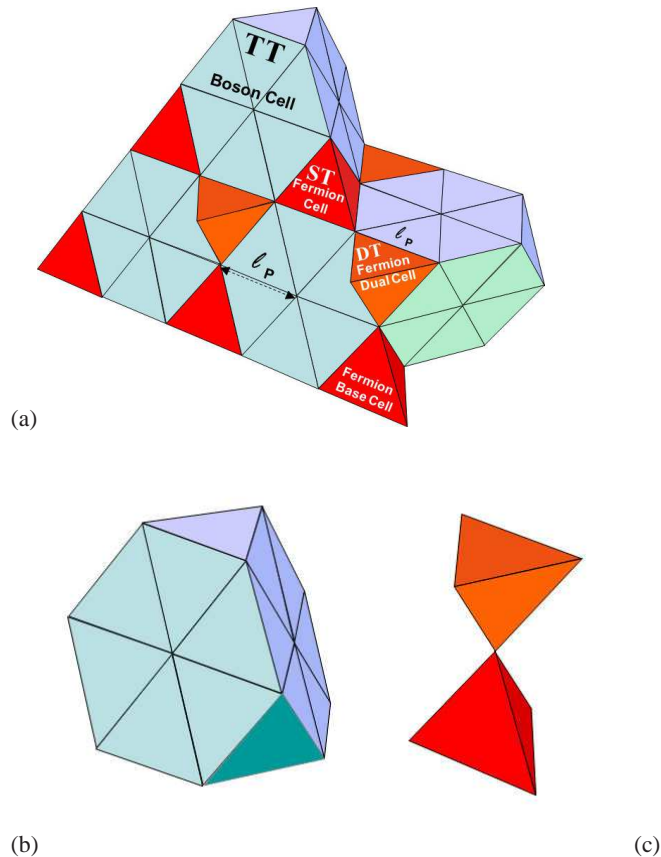 TT
Boson Cell
ST
Fermion
Cell
ℓP
DT
Fermion
Dual Cell
ℓP
Fermion
Base Cell
(a)
(b)
(c)